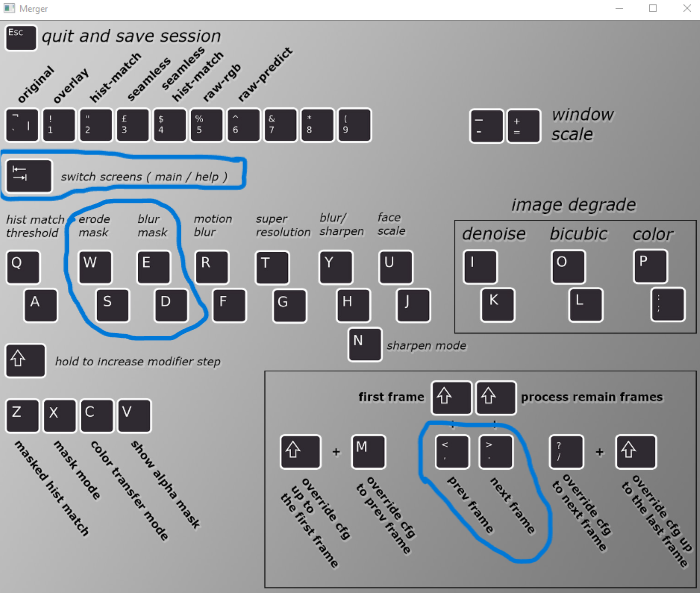 Merger
Esc quit and save session
original
overlay
hist-match
seamless
seamless hist-match
raw-rgb
raw-predict
! 1
" 2
£ 3
$ 4
% 5
^ 6
& 7
* 8
( 9
- -
+ =
window
scale
switch screens ( main / help )
hist match
threshold
erode
mask
blur
mask
motion
blur
super
resolution
blur/
sharpen
face
scale
image degrade
denoise
bicubic
color
Q W E R T Y U I O P
A S D F G H J K L ; :
N sharpen mode
hold to increase modifier step
first frame
process remain frames
Z X C V
masked hist match
mask mode
color transfer mode
show alpha mask
+ M
< ,
> .
? /
+
override cfg
up to
the first frame
override cfg
to prev frame
prev frame
next frame
override cfg
to next frame
override cfg up
to the last frame